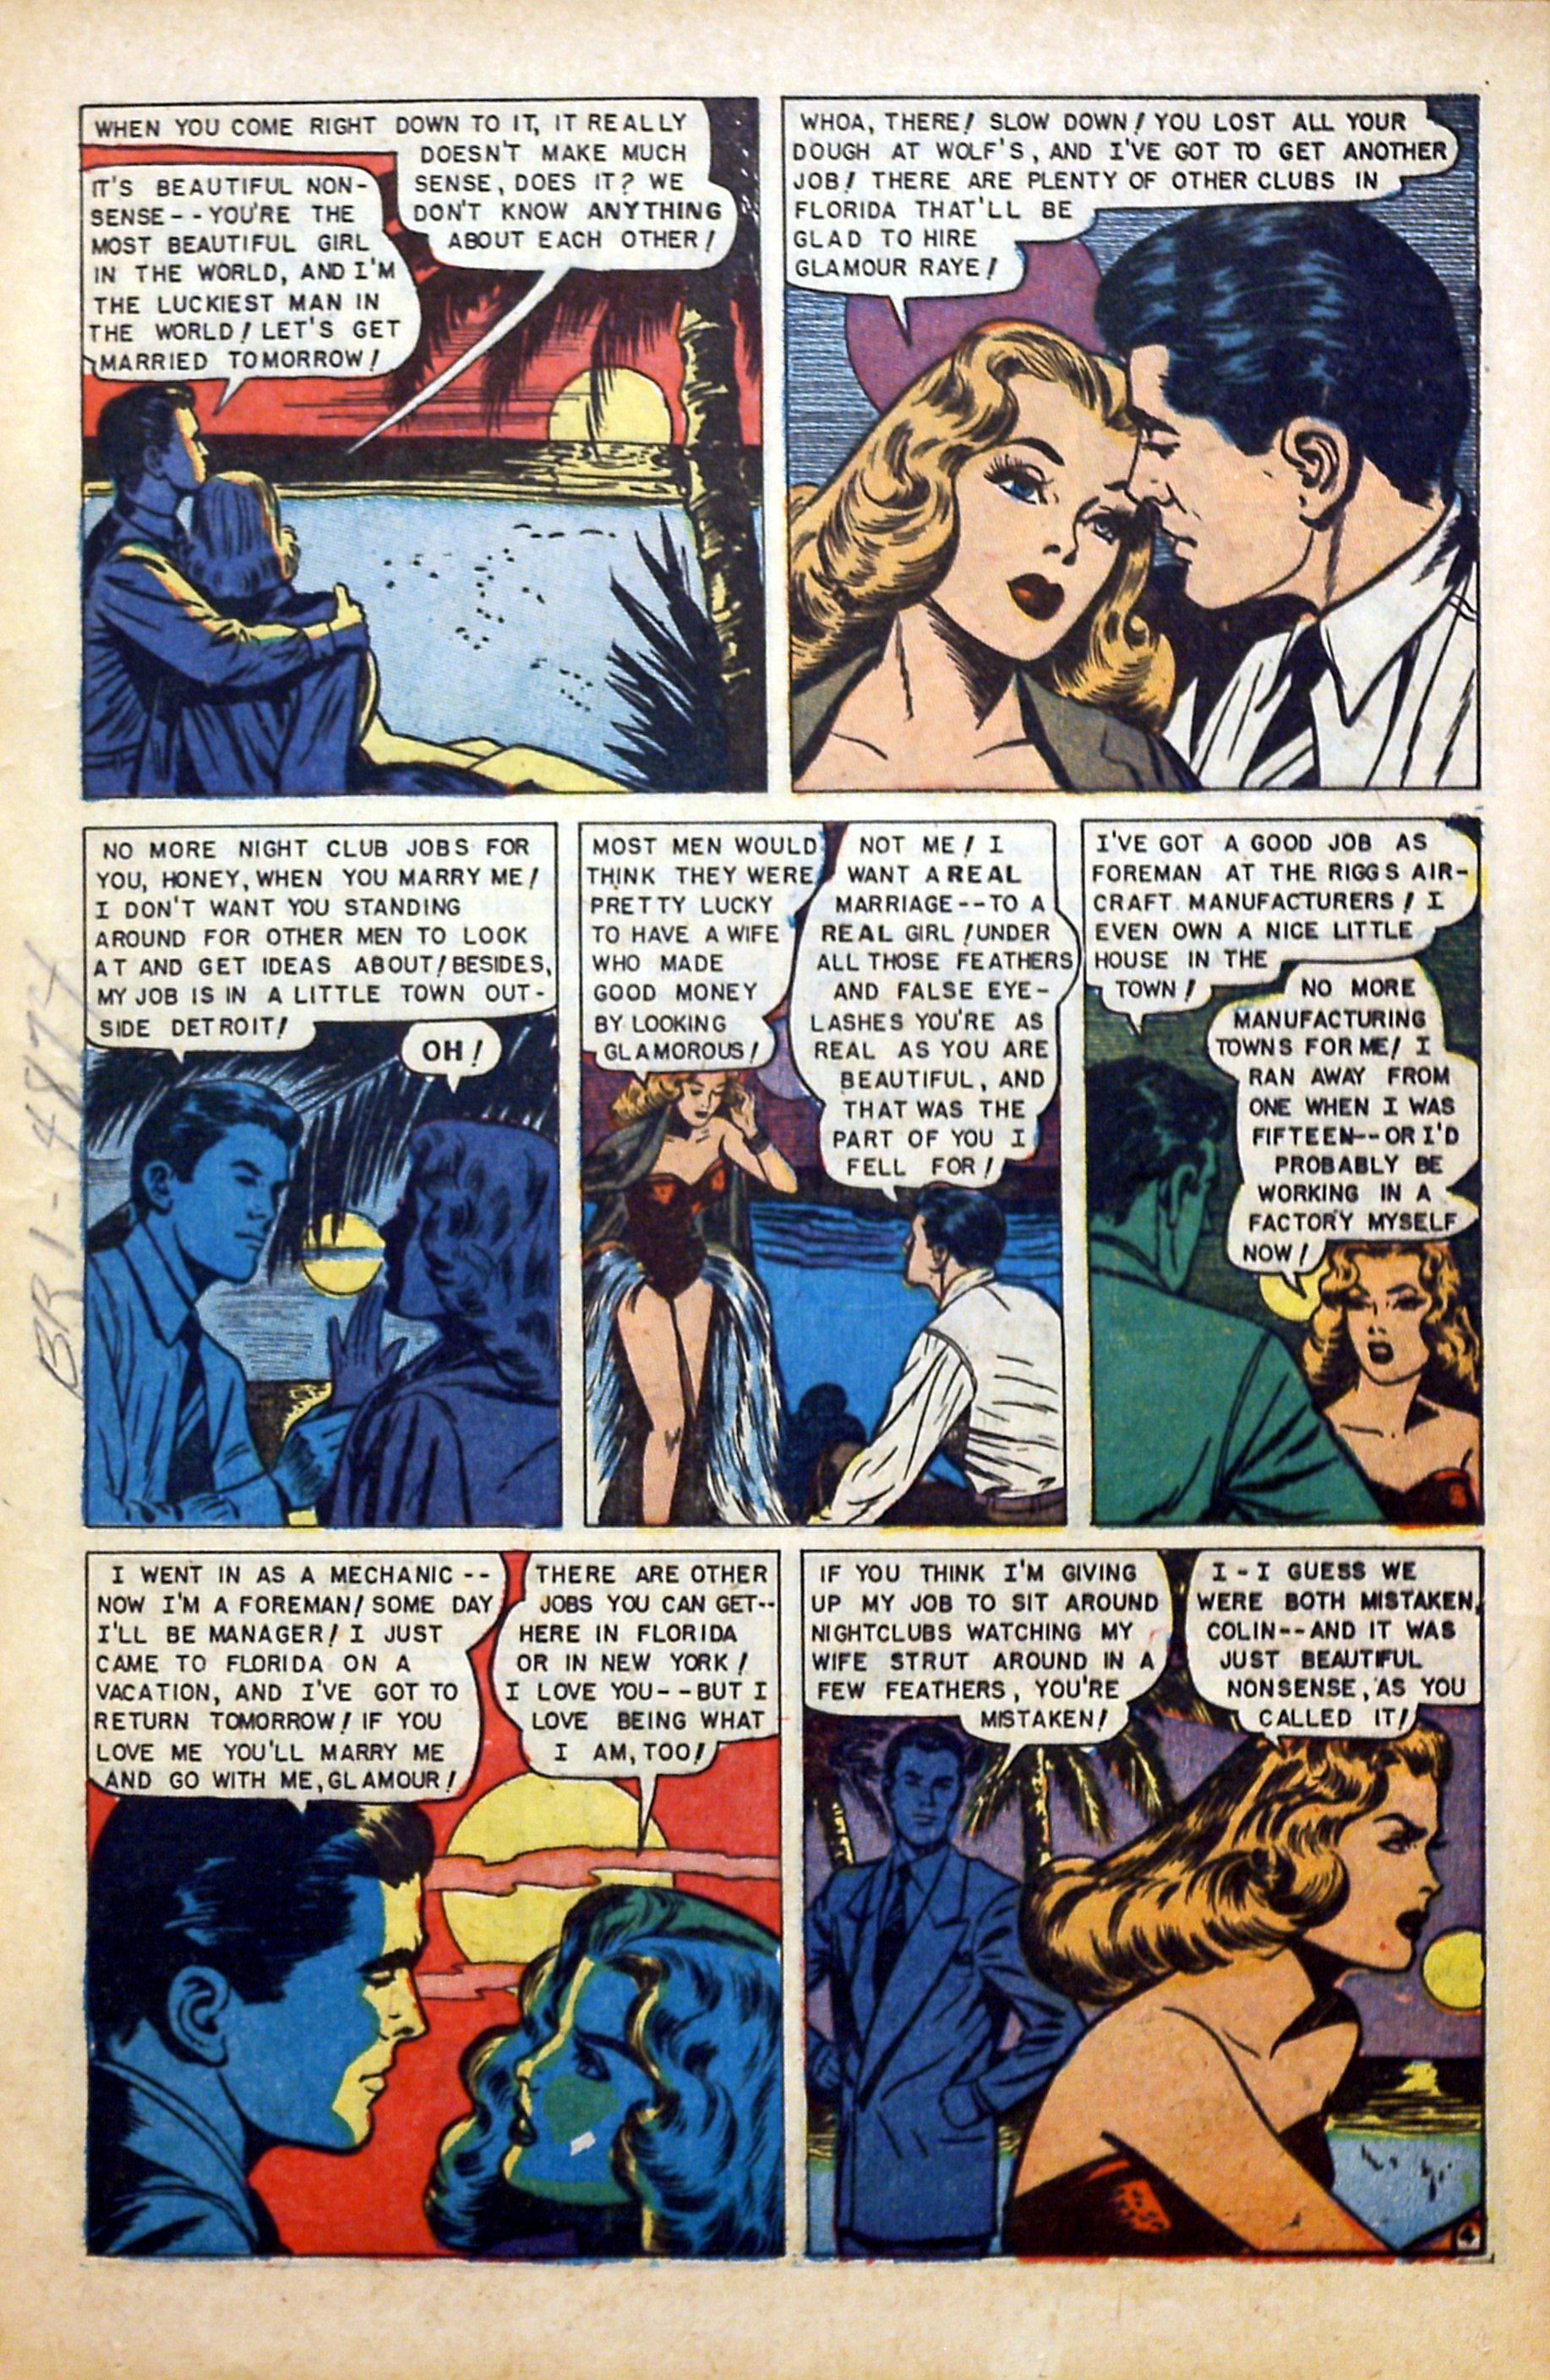 WHEN YOU COME RIGHT DOWN TO IT, IT REALLY
DOESN'T MAKE MUCH
SENSE, DOES IT? WE
DON'T KNOW ANYTHING
ABOUT EACH OTHER!
IT'S BEAUTIFUL NON-
SENSE--YOU'RE THE
MOST BEAUTIFUL GIRL
IN THE WORLD, AND I'M
THE LUCKIEST MAN IN
THE WORLD! LET'S GET
MARRIED TOMORROW!
WHOA, THERE! SLOW DOWN! YOU LOST ALL YOUR
DOUGH AT WOLF'S, AND I'VE GOT TO GET ANOTHER
JOB! THERE ARE PLENTY OF OTHER CLUBS IN
FLORIDA THAT'LL BE
GLAD TO HIRE
GLAMOUR RAYE!
NO MORE NIGHT CLUB JOBS FOR
YOU, HONEY, WHEN YOU MARRY ME!
I DON'T WANT YOU STANDING
AROUND FOR OTHER MEN TO LOOK
AT AND GET IDEAS ABOUT! BESIDES,
MY JOB IS IN A LITTLE TOWN OUT-
SIDE DETROIT!
OH!
MOST MEN WOULD
THINK THEY WERE
PRETTY LUCKY
TO HAVE A WIFE
WHO MADE
GOOD MONEY
BY LOOKING
GLAMOROUS!
NOT ME! I
WANT A REAL
MARRIAGE--TO A
REAL GIRL! UNDER
ALL THOSE FEATHERS
AND FALSE EYE-
LASHES YOU'RE AS
REAL AS YOU ARE
BEAUTIFUL, AND
THAT WAS THE
PART OF YOU I
FELL FOR!
I'VE GOT A GOOD JOB AS
FOREMAN AT THE RIGGS AIR-
CRAFT MANUFACTURERS! I
EVEN OWN A NICE LITTLE
HOUSE IN THE
TOWN!
NO MORE
MANUFACTURING
TOWNS FOR ME! I
RAN AWAY FROM
ONE WHEN I WAS
FIFTEEN--OR I'D
PROBABLY BE
WORKING IN A
FACTORY MYSELF
NOW!
I WENT IN AS A MECHANIC--
NOW I'M A FOREMAN! SOME DAY
I'LL BE MANAGER! I JUST
CAME TO FLORIDA ON A
VACATION, AND I'VE GOT TO
RETURN TOMORROW! IF YOU
LOVE ME YOU'LL MARRY ME
AND GO WITH ME, GLAMOUR!
THERE ARE OTHER
JOBS YOU CAN GET--
HERE IN FLORIDA
OR IN NEW YORK!
I LOVE YOU--BUT I
LOVE BEING WHAT
I AM, TOO!
IF YOU THINK I'M GIVING
UP MY JOB TO SIT AROUND
NIGHTCLUBS WATCHING MY
WIFE STRUT AROUND IN A
FEW FEATHERS, YOU'RE
MISTAKEN!
I-I GUESS WE
WERE BOTH MISTAKEN,
COLIN--AND IT WAS
JUST BEAUTIFUL
NONSENSE, AS YOU
CALLED IT!
4